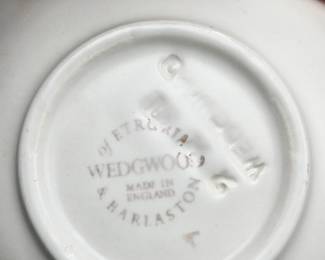 of ETRURIA
WEDGWOOD
MADE IN
ENGLAND
& BARLASTON